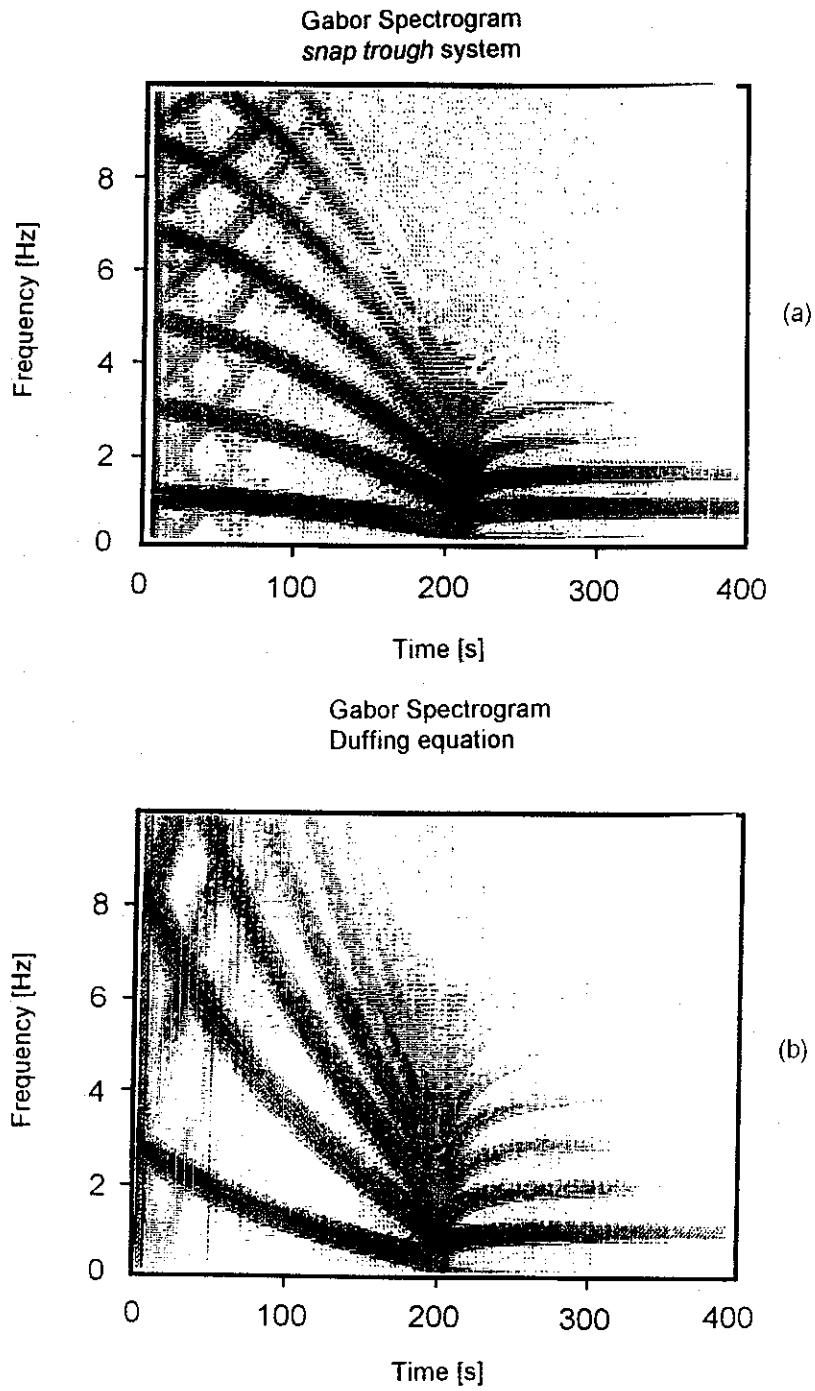 Gabor Spectrogram
snap trough system
Frequency [Hz]
8
6
4
2
0
0 100 200 300 400
Time [s]
(a)
Gabor Spectrogram
Duffing equation
Frequency [Hz]
8
6
4
2
0
0 100 200 300 400
Time [s]
(b)